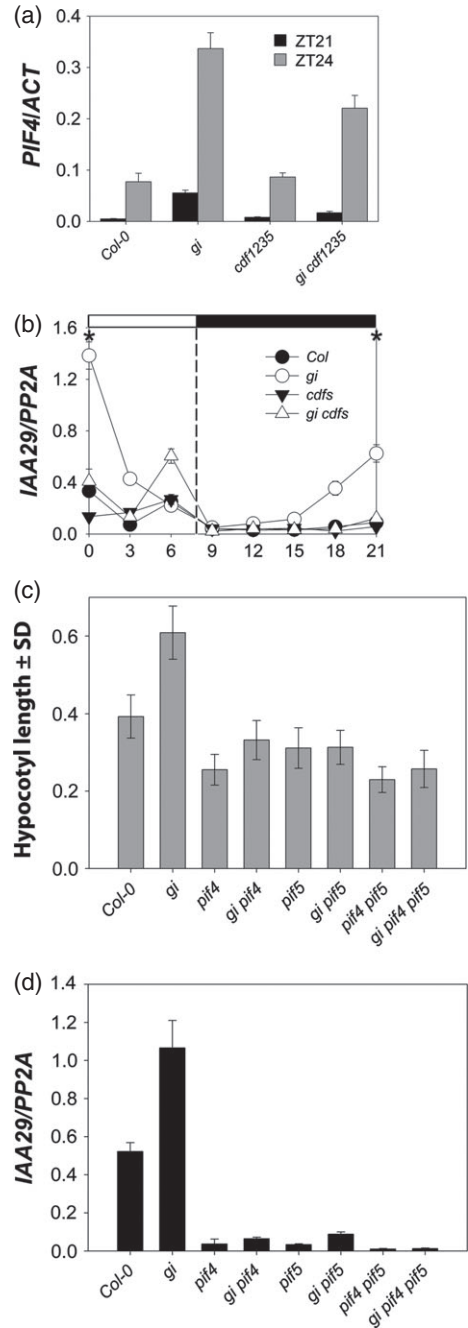 (a)
ZT21
ZT24
PIF4/ACT
0.4
0.3
0.2
0.1
0.0
Col-0
gi
cdf1235
gi cdf1235
(b)
IAA29/PP2A
1.6
1.2
0.8
0.4
0.0
* *
Col
gi
cdfs
gi cdfs
0 3 6 9 12 15 18 21
(c)
Hypocotyl length ± SD
0.6
0.4
0.2
0.0
Col-0
gi
pif4
gi pif4
pif5
gi pif5
pif4 pif5
gi pif4 pif5
(d)
IAA29/PP2A
1.4
1.2
1.0
0.8
0.6
0.4
0.2
0.0
Col-0
gi
pif4
gi pif4
pif5
gi pif5
pif4 pif5
gi pif4 pif5